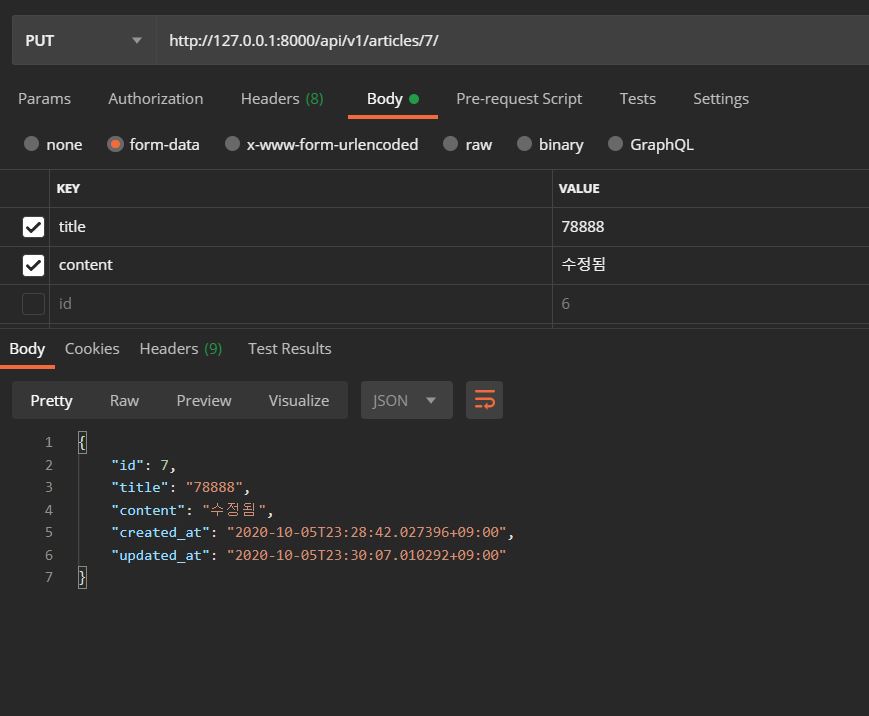 PUT http://127.0.0.1:8000/api/v1/articles/7/
Params Authorization Headers (8) Body Pre-request Script Tests Settings
none form-data x-www-form-urlencoded raw binary GraphQL
KEY VALUE
title 78888
content 수정됨
id 6
Body Cookies Headers (9) Test Results
Pretty Raw Preview Visualize JSON
1 {
2 "id": 7,
3 "title": "78888",
4 "content": "수정됨",
5 "created_at": "2020-10-05T23:28:42.027396+09:00",
6 "updated_at": "2020-10-05T23:30:07.010292+09:00"
7 }